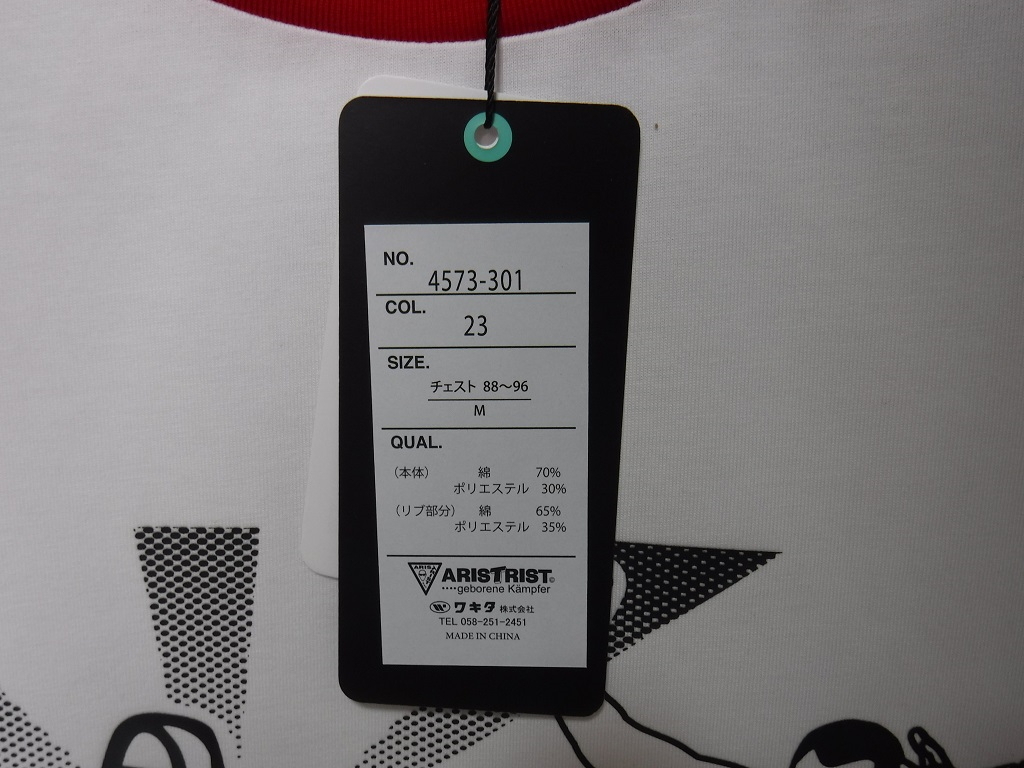 NO.
4573-301
COL.
23
SIZE.
チェスト 88～96
M
QUAL.
（本体） 綿 70%
ポリエステル 30%
（リブ部分） 綿 65%
ポリエステル 35%
ARISTRIST©
····geborene Kämpfer
ワキタ 株式会社
TEL 058-251-2451
MADE IN CHINA